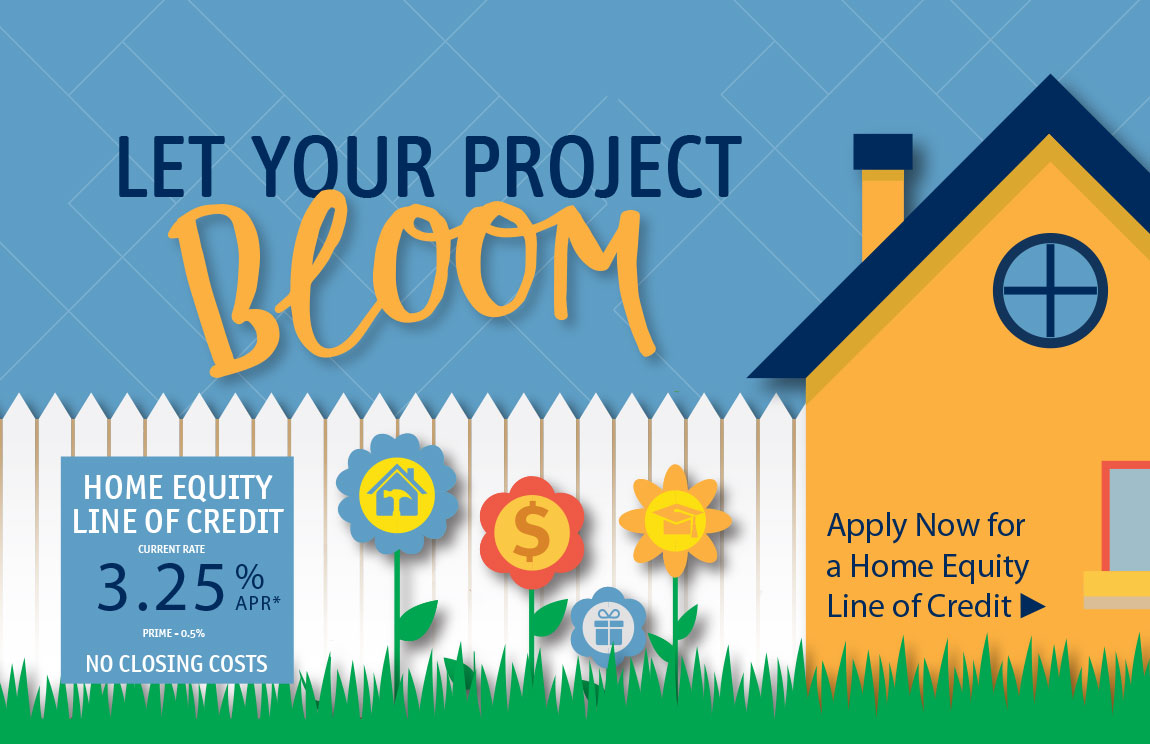 LET YOUR PROJECT
BLOOM
HOME EQUITY
LINE OF CREDIT
CURRENT RATE
3.25 %
APR*
PRIME - 0.5%
NO CLOSING COSTS
$
Apply Now for
a Home Equity
Line of Credit ▶